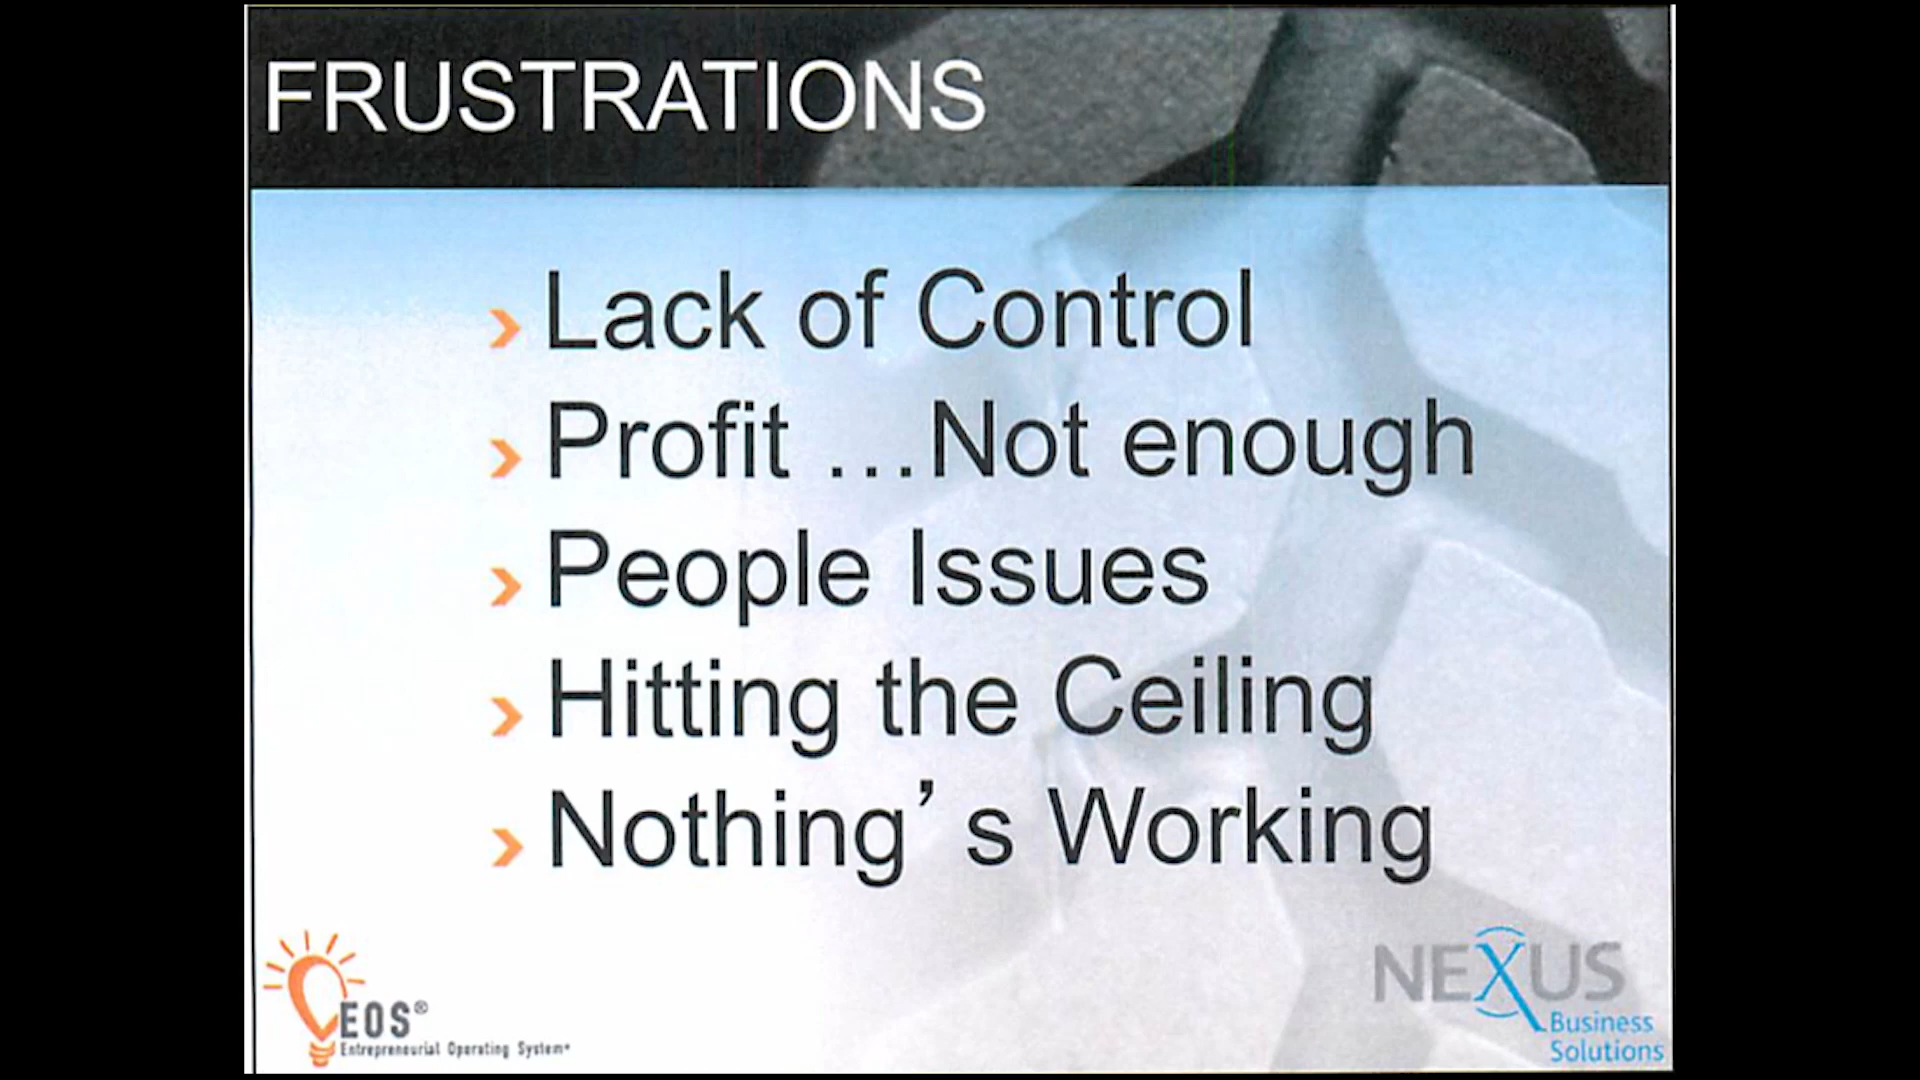 FRUSTRATIONS
Lack of Control
Profit ...Not enough
People Issues
Hitting the Ceiling
Nothing’s Working
EOS®
Entrepreneurial Operating System®
NEXUS
Business
Solutions